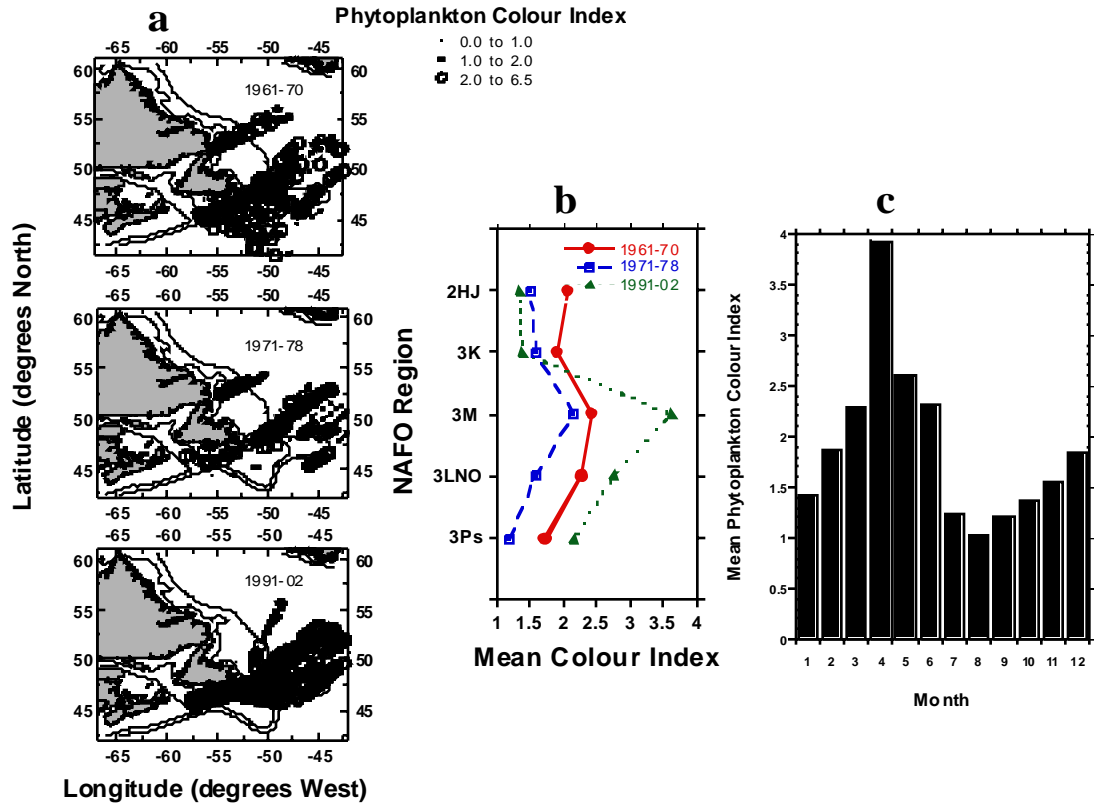 a
Phytoplankton Colour Index
0.0 to 1.0
1.0 to 2.0
2.0 to 6.5
-65 -60 -55 -50 -45
60 60
1961-70
55 55
50 50
45 45
1971-78
60 60
55 55
50 50
45 45
1991-02
60 60
55 55
50 50
45 45
-65 -60 -55 -50 -45
-65 -60 -55 -50 -45
-65 -60 -55 -50 -45
Latitude (degrees North)
Longitude (degrees West)
b
1961-70
1971-78
1991-02
2HJ
3K
3M
3LNO
3Ps
NAFO Region
1 1.5 2 2.5 3 3.5 4
Mean Colour Index
c
4
3.5
3
2.5
2
1.5
1
0.5
0
Mean Phytoplankton Colour Index
1 2 3 4 5 6 7 8 9 10 11 12
Month